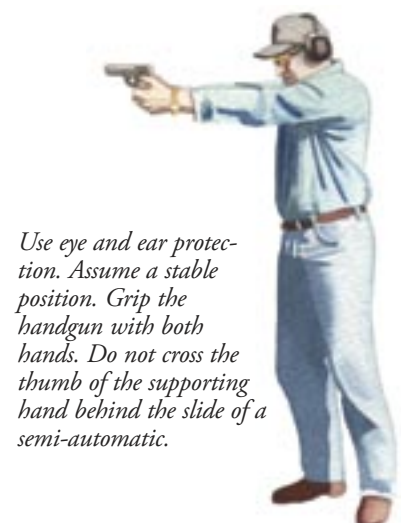 Use eye and ear protec-
tion. Assume a stable
position. Grip the
handgun with both
hands. Do not cross the
thumb of the supporting
hand behind the slide of a
semi-automatic.